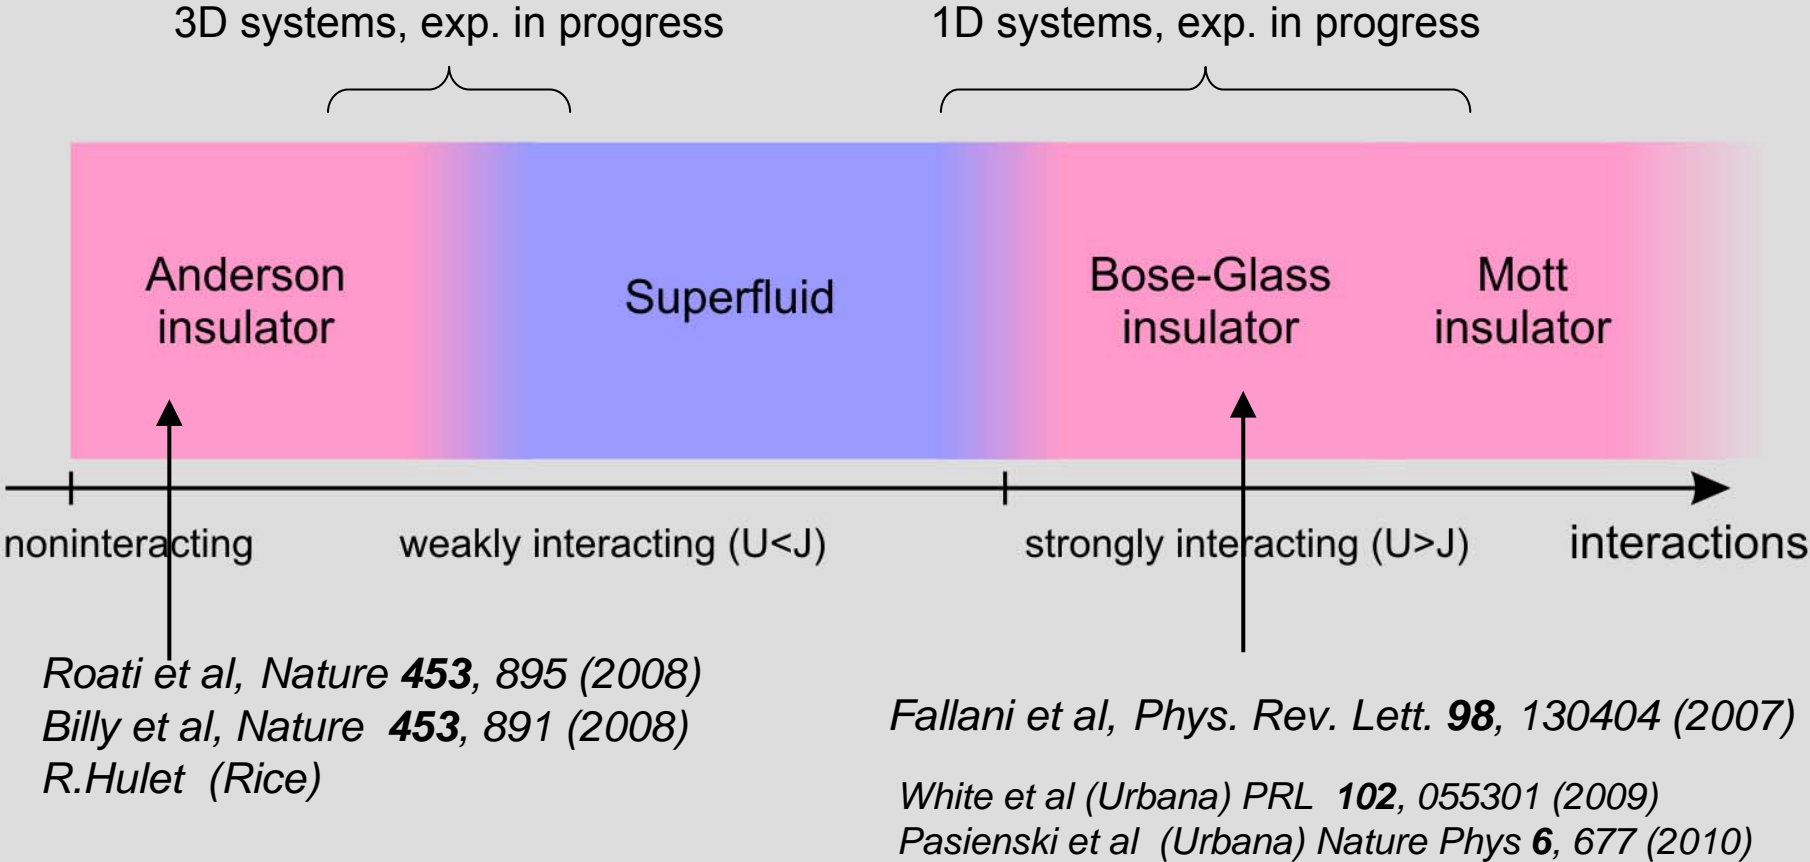 3D systems, exp. in progress
1D systems, exp. in progress
Anderson
insulator
Superfluid
Bose-Glass
insulator
Mott
insulator
noninteracting
weakly interacting (U<J)
strongly interacting (U>J)
interactions
Roati et al, Nature 453, 895 (2008)
Billy et al, Nature 453, 891 (2008)
R.Hulet (Rice)
Fallani et al, Phys. Rev. Lett. 98, 130404 (2007)
White et al (Urbana) PRL 102, 055301 (2009)
Pasienski et al (Urbana) Nature Phys 6, 677 (2010)